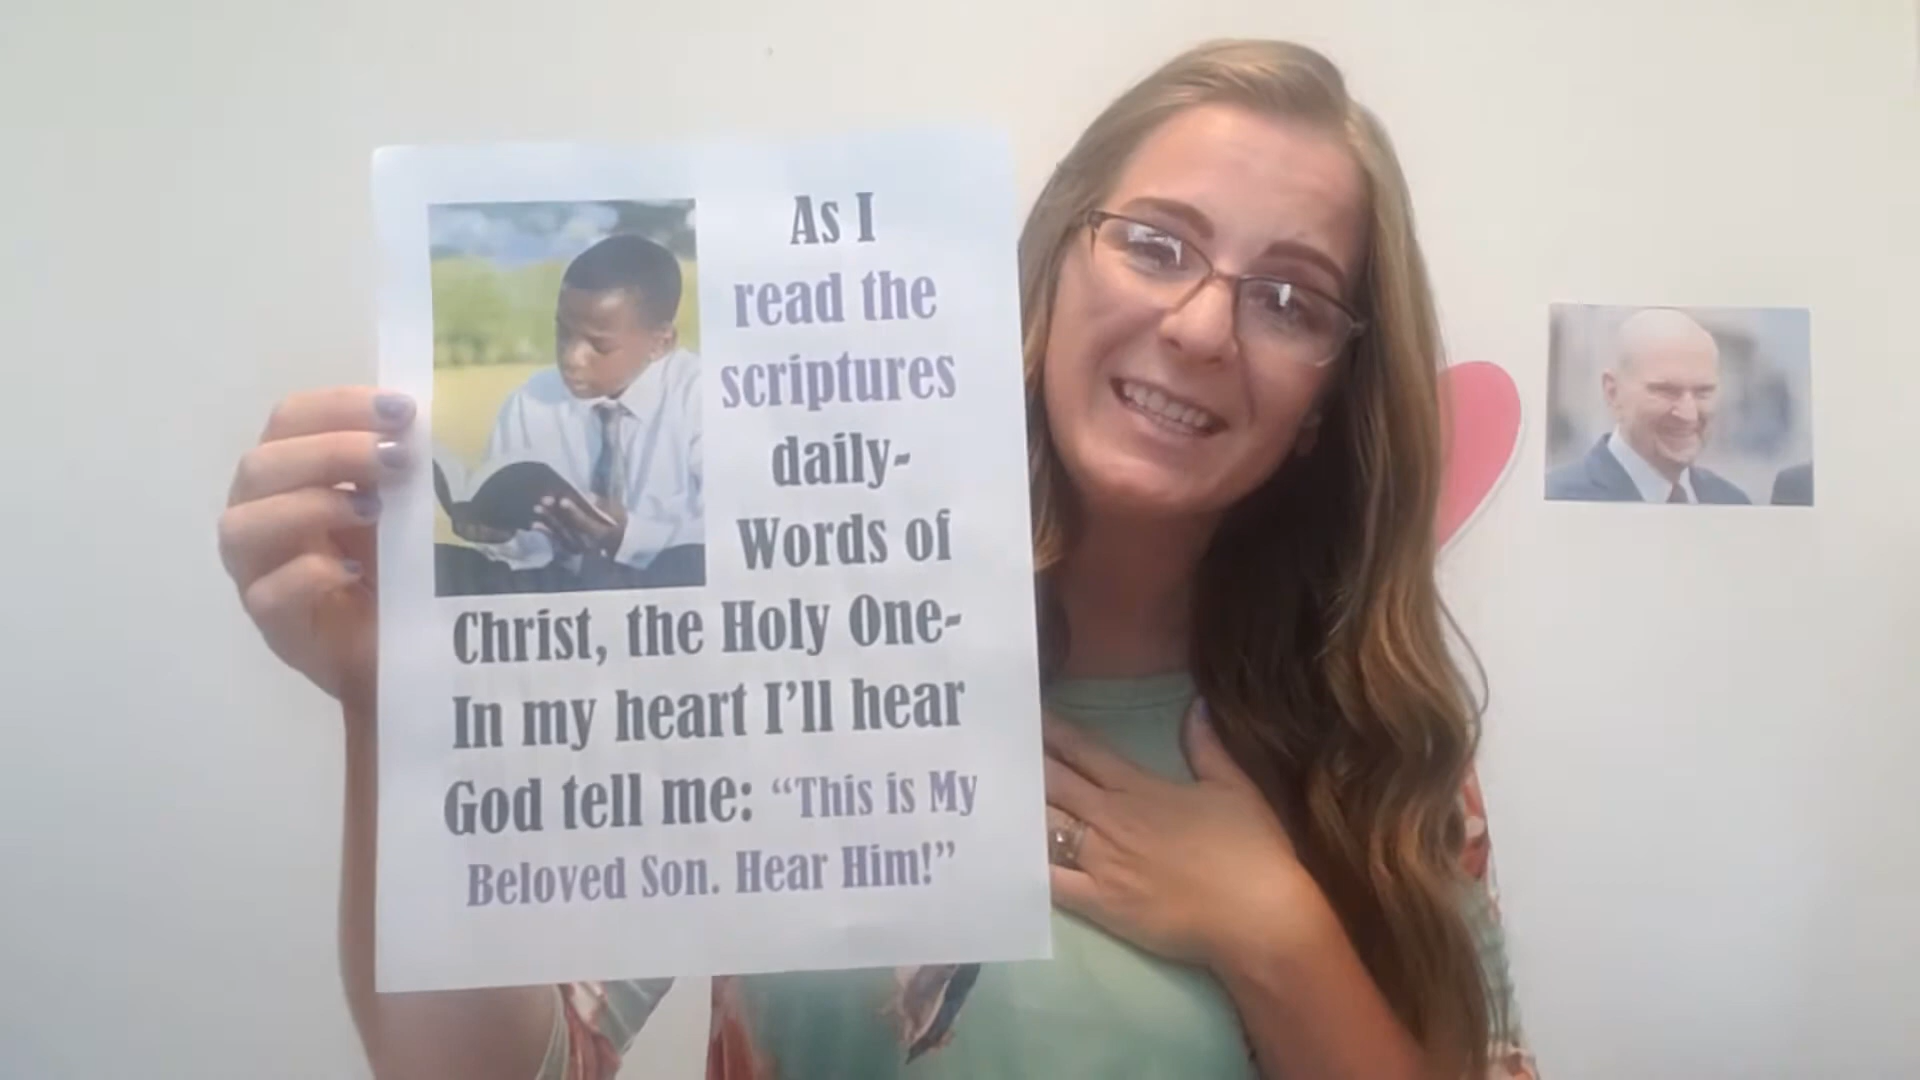 As I
read the
scriptures
daily-
Words of
Christ, the Holy One-
In my heart I'll hear
God tell me: “This is My
Beloved Son. Hear Him!”